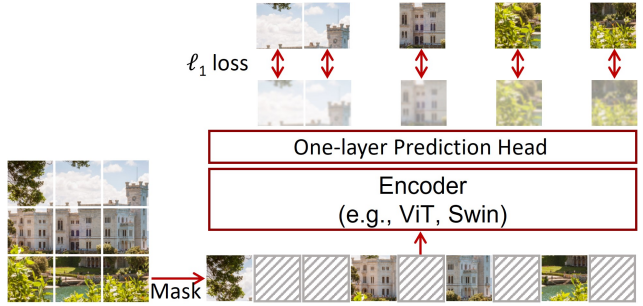 ℓ₁ loss
One-layer Prediction Head
Encoder
(e.g., ViT, Swin)
Mask